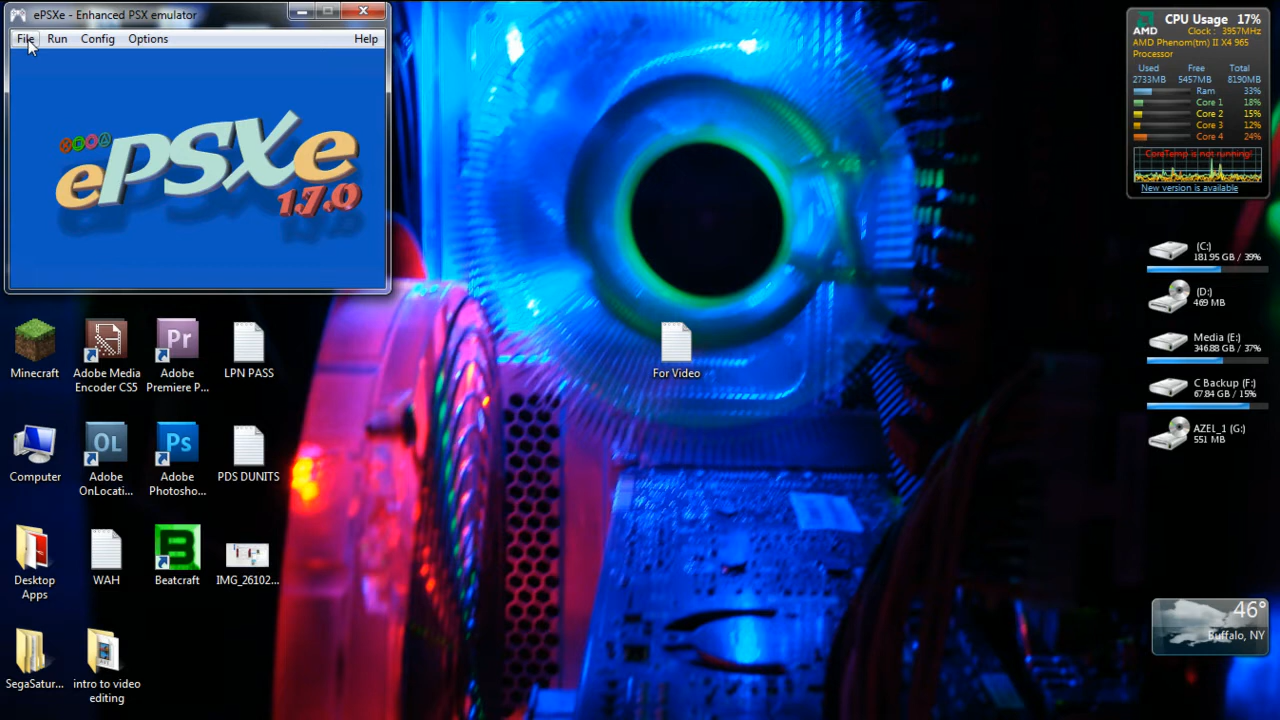 ePSXe - Enhanced PSX emulator
File Run Config Options Help
ePSXe
1.7.0
CPU Usage 17%
AMD Clock : 3957MHz
AMD Phenom(tm) II X4 965
Processor
Used Free Total
2733MB 5457MB 8190MB
Ram 33%
Core 1 18%
Core 2 15%
Core 3 12%
Core 4 24%
CoreTemp is not running!
New version is available
(C:)
181.95 GB / 39%
(D:)
469 MB
Media (E:)
346.88 GB / 37%
C Backup (F:)
67.84 GB / 15%
AZEL_1 (G:)
551 MB
Minecraft
Adobe Media
Encoder CS5
Pr
Adobe
Premiere P...
LPN PASS
For Video
Computer
OL
Adobe
OnLocati...
Ps
Adobe
Photosho...
PDS DUNITS
Desktop
Apps
WAH
B
Beatcraft
IMG_26102...
SegaSatur...
intro to video
editing
46°
Buffalo, NY